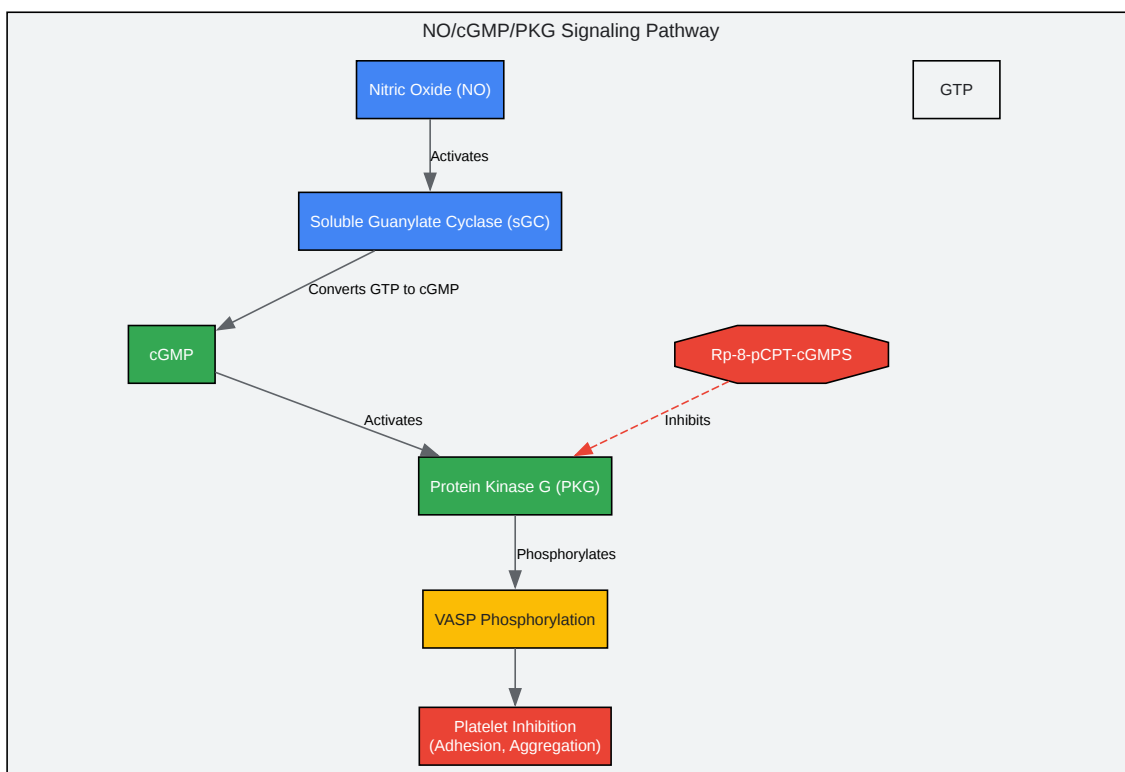 NO/cGMP/PKG Signaling Pathway
Nitric Oxide (NO)
GTP
Activates
Soluble Guanylate Cyclase (sGC)
Converts GTP to cGMP
cGMP
Rp-8-pCPT-cGMPS
Activates
Inhibits
Protein Kinase G (PKG)
Phosphorylates
VASP Phosphorylation
Platelet Inhibition
(Adhesion, Aggregation)